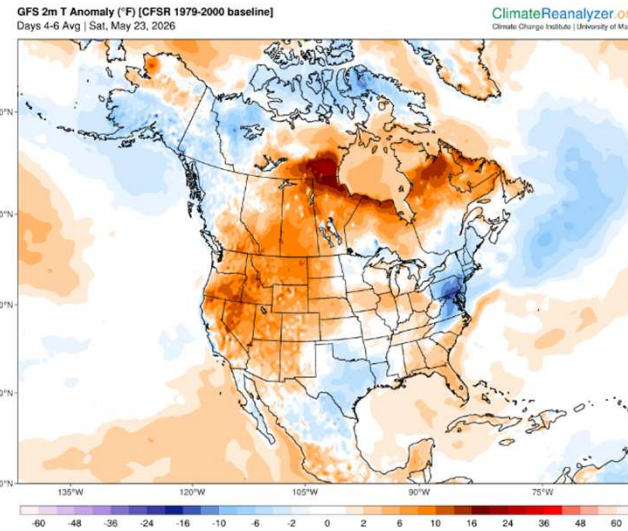 GFS 2m T Anomaly (°F) [CFSR 1979-2000 baseline]
Days 4-6 Avg | Sat, May 23, 2026
ClimateReanalyzer.or
Climate Change Institute | University of Ma
135°W 120°W 105°W 90°W 75°W
-60 -48 -36 -24 -16 -10 -6 -2 0 2 6 10 16 24 36 48 60